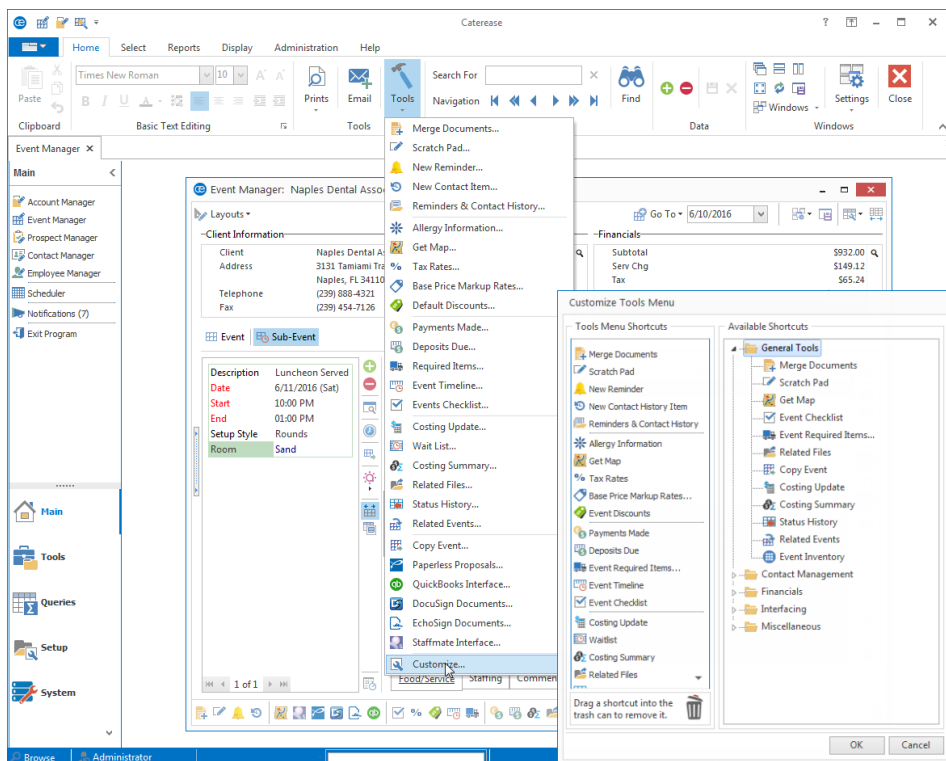 Caterease
Home Select Reports Display Administration Help
Times New Roman 10
Search For
Paste
B I U A
Prints Email Tools
Navigation
Find
Windows
Settings Close
Clipboard Basic Text Editing Tools Data Windows
Event Manager
Main
Account Manager
Event Manager
Prospect Manager
Contact Manager
Employee Manager
Scheduler
Notifications (7)
Exit Program
Main
Tools
Queries
Setup
System
Browse Administrator
Merge Documents...
Scratch Pad...
New Reminder...
New Contact Item...
Reminders & Contact History...
Allergy Information...
Get Map...
Tax Rates...
Base Price Markup Rates...
Default Discounts...
Payments Made...
Deposits Due...
Required Items...
Event Timeline...
Events Checklist...
Costing Update...
Wait List...
Costing Summary...
Related Files...
Status History...
Related Events...
Copy Event...
Paperless Proposals...
QuickBooks Interface...
DocuSign Documents...
EchoSign Documents...
Staffmate Interface...
Customize...
Event Manager: Naples Dental Asso
Layouts
Go To 6/10/2016
Client Information
Client Naples Dental A
Address 3131 Tamiami Tra
Naples, FL 34110
Telephone (239) 888-4321
Fax (239) 454-7126
Financials
Subtotal $932.00
Serv Chg $149.12
Tax $65.24
Event Sub-Event
Description Luncheon Served
Date 6/11/2016 (Sat)
Start 10:00 PM
End 01:00 PM
Setup Style Rounds
Room Sand
1 of 1
Food/Service Staffing Commen
Customize Tools Menu
Tools Menu Shortcuts
Merge Documents
Scratch Pad
New Reminder
New Contact History Item
Reminders & Contact History
Allergy Information
Get Map
Tax Rates
Base Price Markup Rates...
Event Discounts
Payments Made
Deposits Due
Event Required Items...
Event Timeline
Event Checklist
Costing Update
Waitlist
Costing Summary
Related Files
Drag a shortcut into the
trash can to remove it.
Available Shortcuts
General Tools
Merge Documents
Scratch Pad
Get Map
Event Checklist
Event Required Items...
Related Files
Copy Event
Costing Update
Costing Summary
Status History
Related Events
Event Inventory
Contact Management
Financials
Interfacing
Miscellaneous
OK Cancel